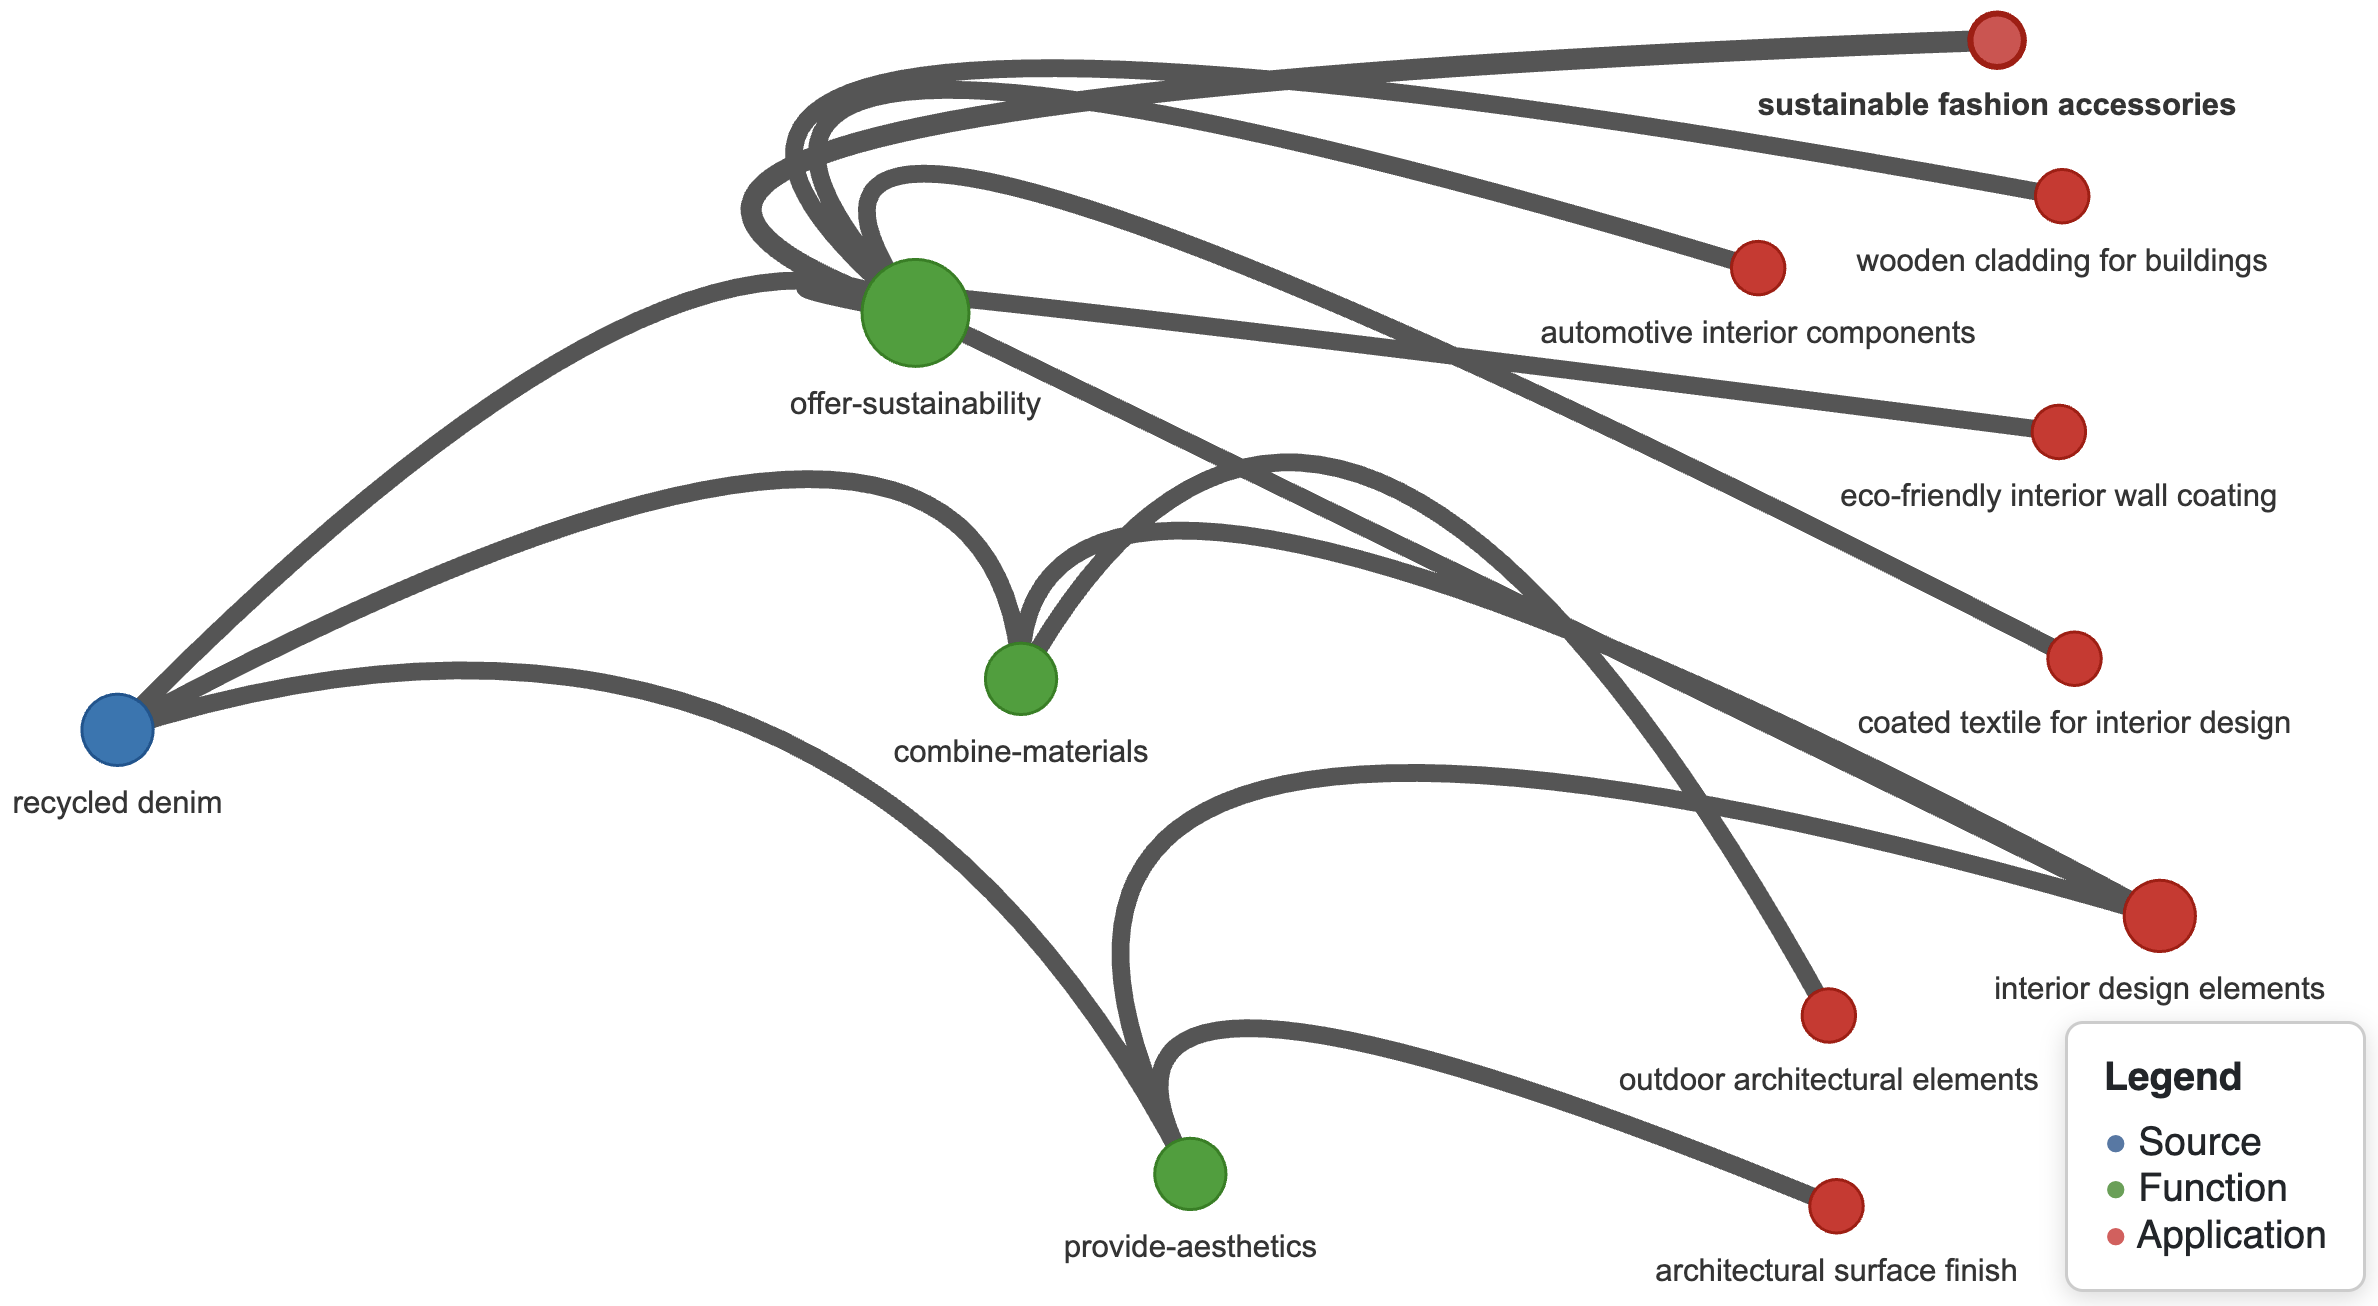 sustainable fashion accessories
wooden cladding for buildings
automotive interior components
offer-sustainability
eco-friendly interior wall coating
coated textile for interior design
combine-materials
recycled denim
interior design elements
outdoor architectural elements
provide-aesthetics
architectural surface finish
Legend
Source
Function
Application